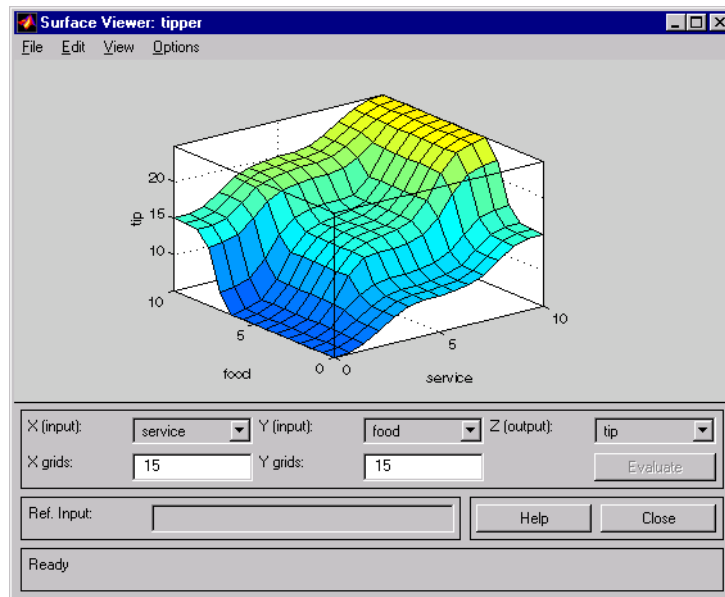 Surface Viewer: tipper
File Edit View Options
20
15
10
tip
10
5
0
food
0
5
10
service
X (input): service Y (input): food Z (output): tip
X grids: 15 Y grids: 15 Evaluate
Ref. Input: Help Close
Ready